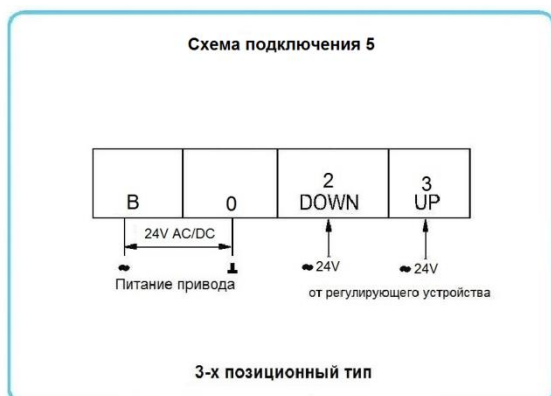 Схема подключения 5
B 0 2 3
DOWN UP
24V AC/DC
~ ⊥ ~ 24V ~ 24V
Питание привода
от регулирующего устройства
3-х позиционный тип